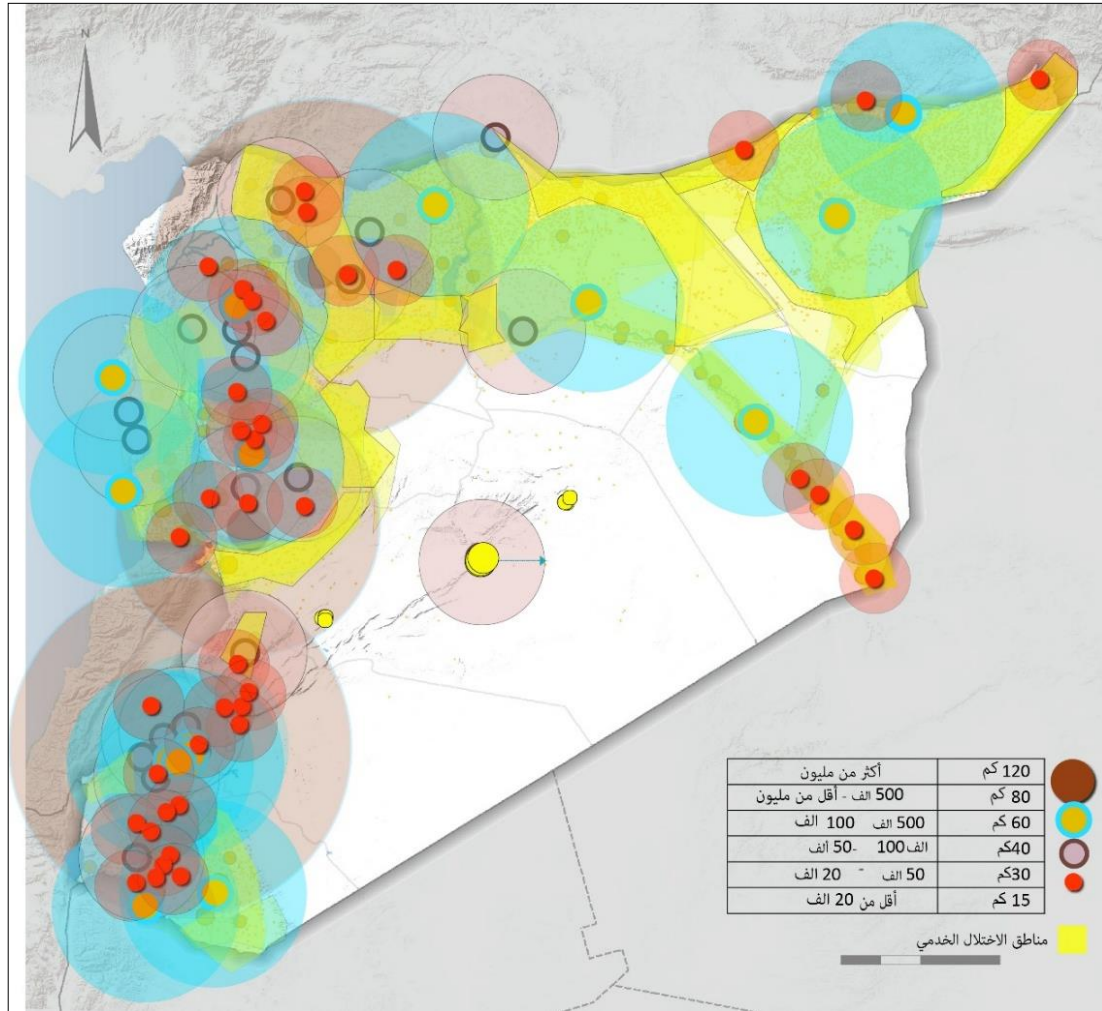 N
120 كم أكثر من مليون
80 كم 500 الف - أقل من مليون
60 كم 500 الف 100 الف
40كم الف100 -50 ألف
30كم 50 الف - 20 الف
15 كم أقل من 20 الف
مناطق الاختلال الخدمي